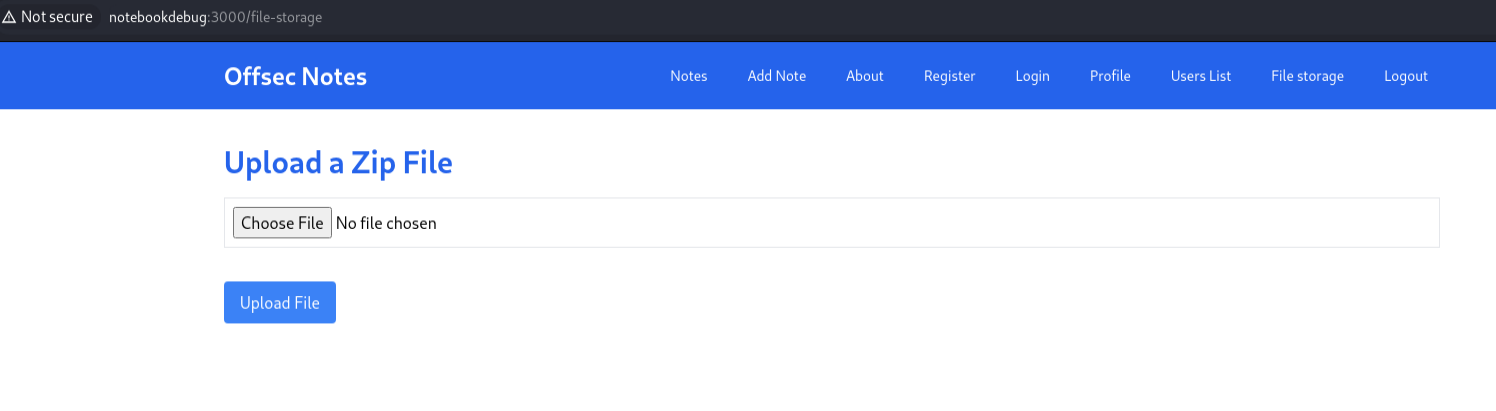 Not secure notebookdebug:3000/file-storage
Offsec Notes Notes Add Note About Register Login Profile Users List File storage Logout
Upload a Zip File
Choose File No file chosen
Upload File